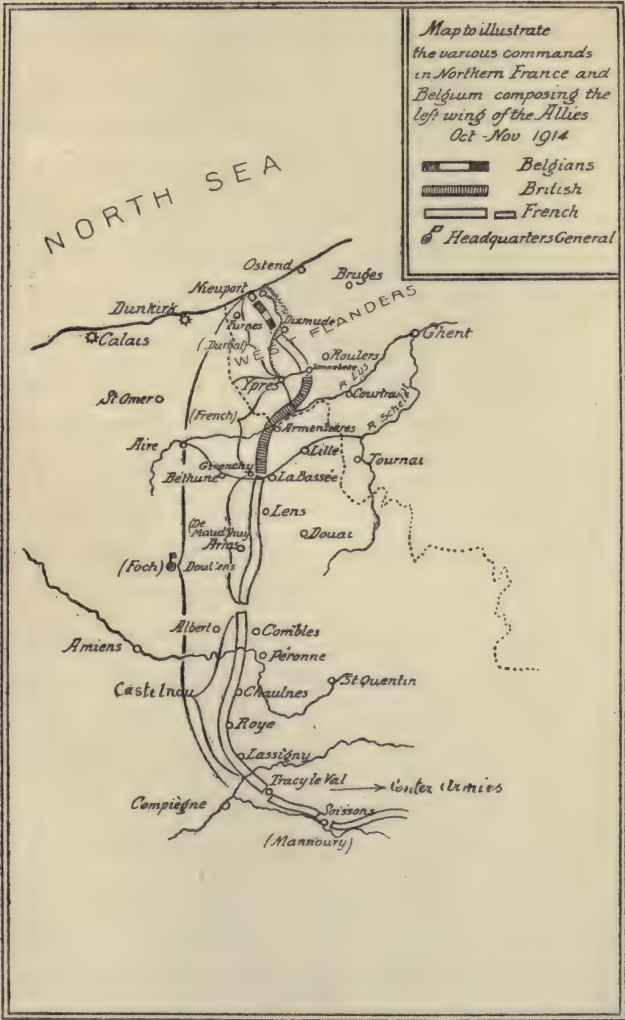 Map to illustrate
the various commands
in Northern France and
Belgium composing the
left wing of the Allies
Oct - Nov 1914
Belgians
British
French
Headquarters General
NORTH SEA
Ostend
Bruges
Nieuport
Dunkirk
Furnes
Dixmude
WEST FLANDERS
Calais
(Durbal)
Ghent
Roulers
Zonnebeke
Ypres
R. Lys
Courtrai
R. Scheldt
St Omer
(French)
Armentières
Aire
Lille
Givenchy
Tournai
Béthune
La Bassée
Lens
(De
Maud'huy)
Douai
Arras
(Foch)
Doullens
Albert
Combles
Amiens
Péronne
St Quentin
Castelnau
Chaulnes
Roye
Lassigny
Tracy le Val
Compiègne
Soissons
(Mannoury)